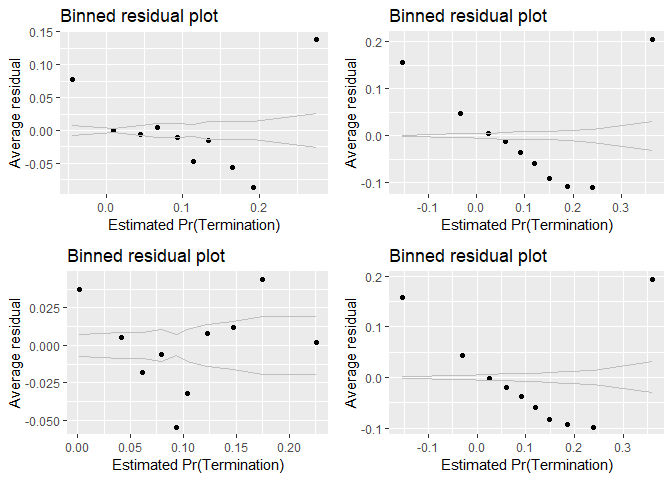 Binned residual plot
0.15
0.10
0.05
0.00
-0.05
Average residual
0.0 0.1 0.2
Estimated Pr(Termination)
Binned residual plot
0.2
0.1
0.0
-0.1
Average residual
-0.1 0.0 0.1 0.2 0.3
Estimated Pr(Termination)
Binned residual plot
0.025
0.000
-0.025
-0.050
Average residual
0.00 0.05 0.10 0.15 0.20
Estimated Pr(Termination)
Binned residual plot
0.2
0.1
0.0
-0.1
Average residual
-0.1 0.0 0.1 0.2 0.3
Estimated Pr(Termination)